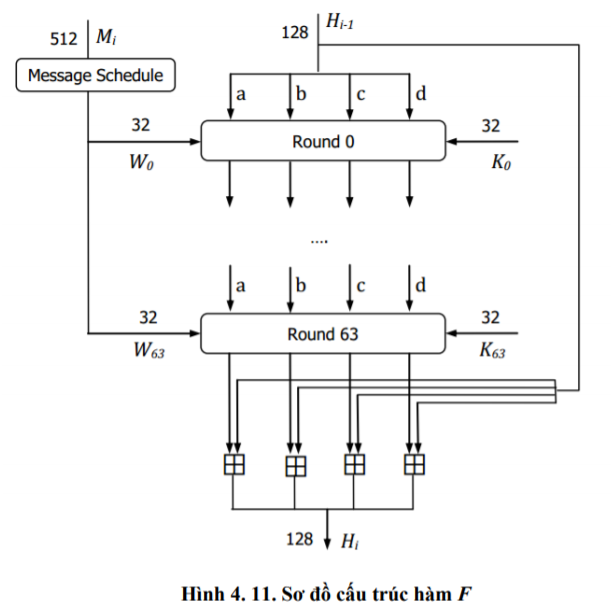 512 Mi
128 Hi-1
Message Schedule
a b c d
32
W0
Round 0
32
K0
....
a b c d
32
W63
Round 63
32
K63
128 Hi
Hình 4. 11. Sơ đồ cấu trúc hàm F